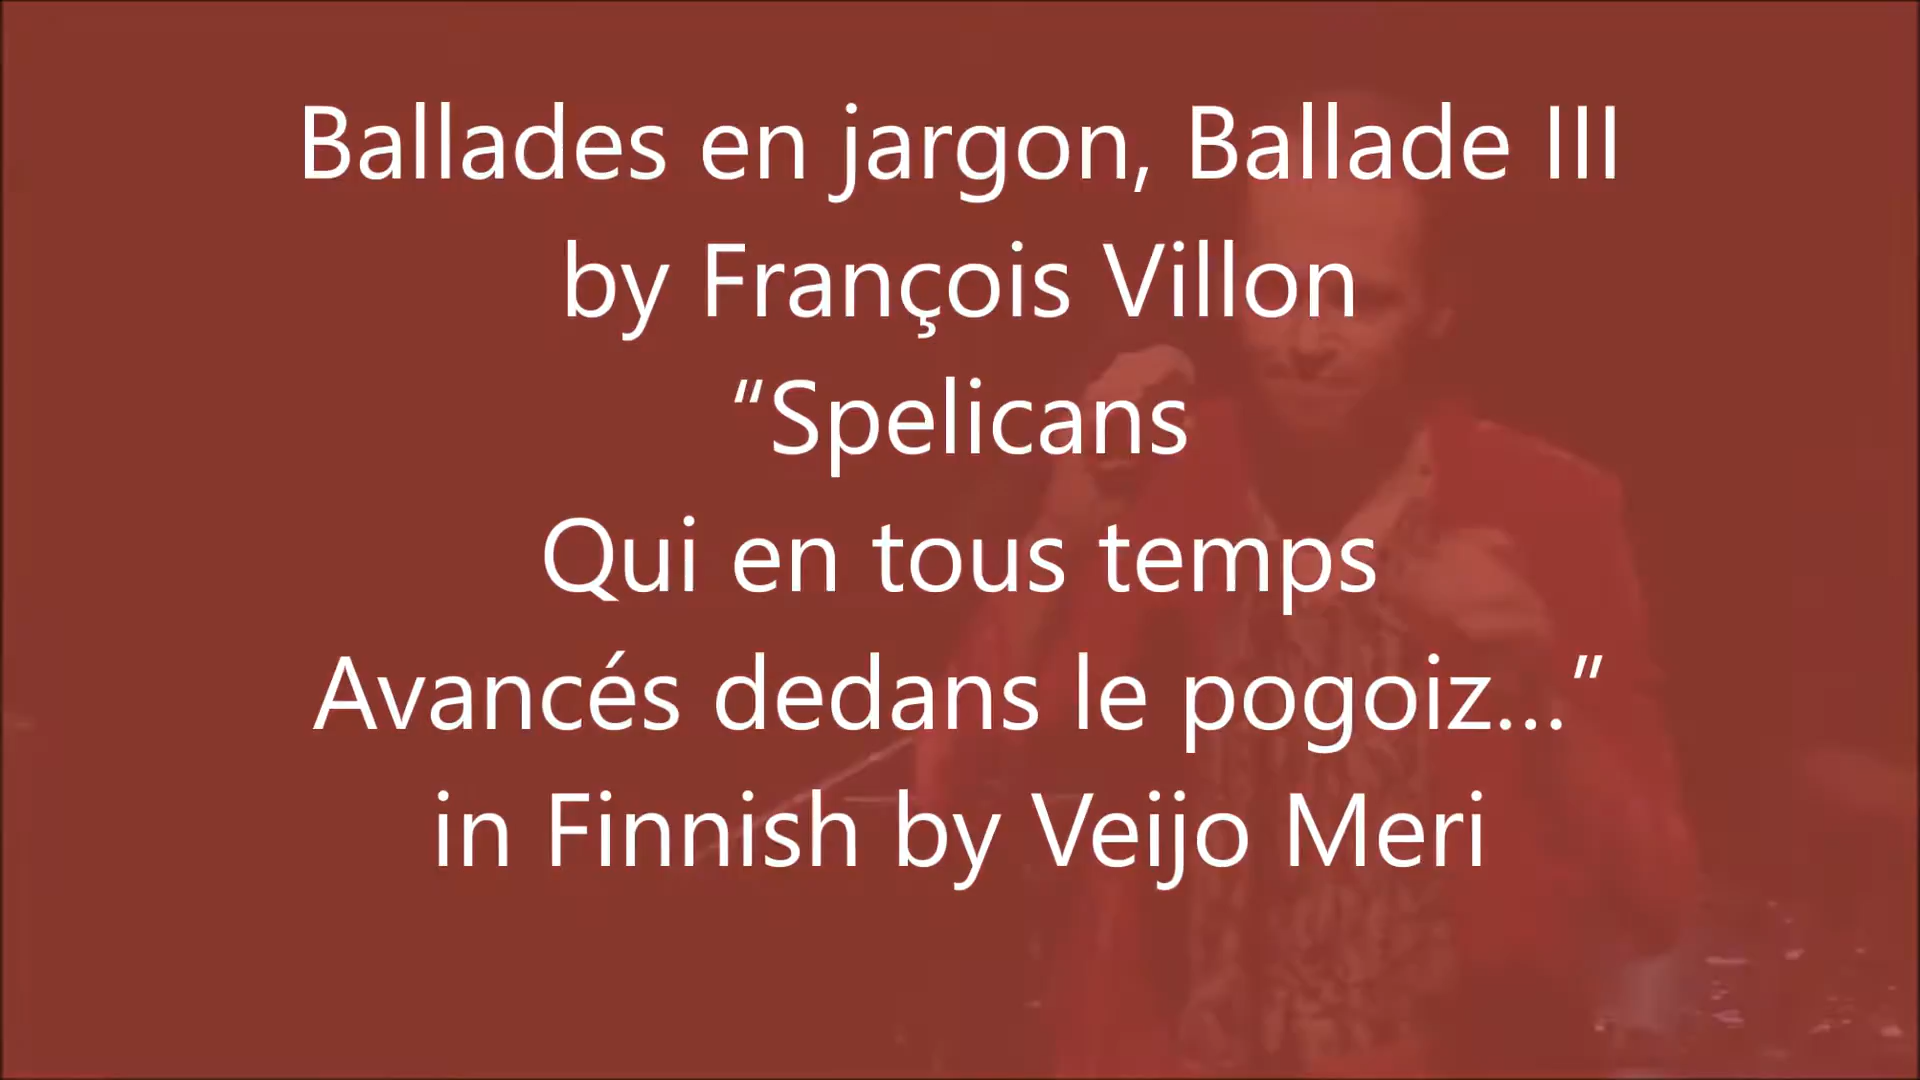 Ballades en jargon, Ballade III
by François Villon
“Spelicans
Qui en tous temps
Avancés dedans le pogoiz…”
in Finnish by Veijo Meri